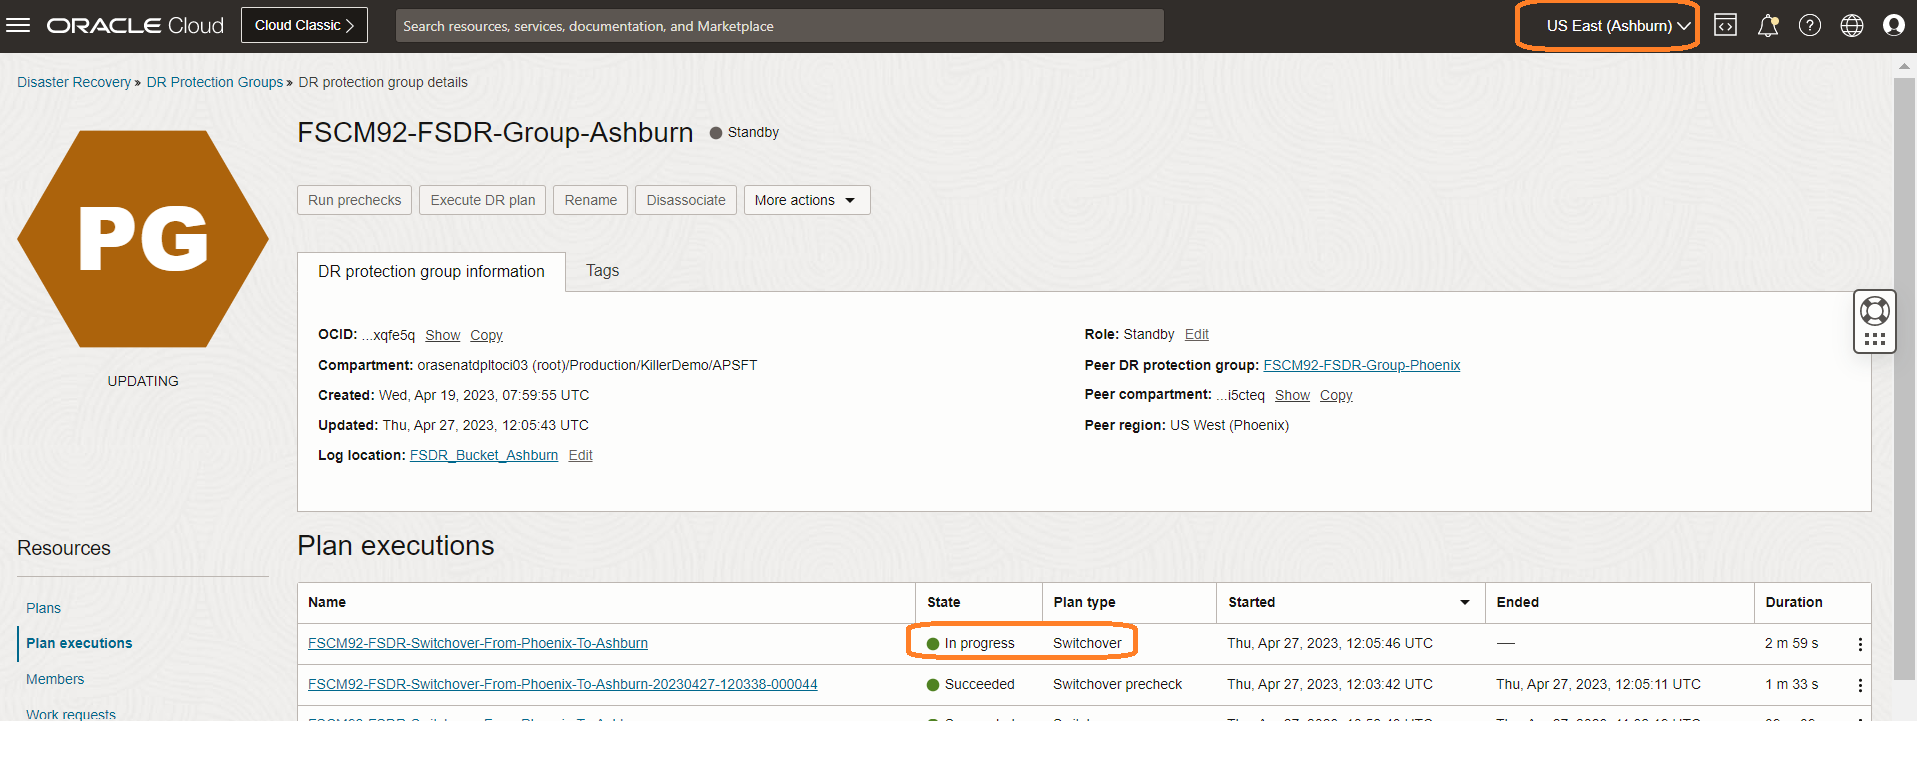 ORACLE Cloud
Cloud Classic
Search resources, services, documentation, and Marketplace
US East (Ashburn)
Disaster Recovery » DR Protection Groups » DR protection group details
PG
UPDATING
FSCM92-FSDR-Group-Ashburn
Standby
Run prechecks
Execute DR plan
Rename
Disassociate
More actions
DR protection group information
Tags
OCID: ...xqfe5q Show Copy
Compartment: orasenatdpltoci03 (root)/Production/KillerDemo/APSFT
Created: Wed, Apr 19, 2023, 07:59:55 UTC
Updated: Thu, Apr 27, 2023, 12:05:43 UTC
Log location: FSDR_Bucket_Ashburn Edit
Role: Standby Edit
Peer DR protection group: FSCM92-FSDR-Group-Phoenix
Peer compartment: ...i5cteq Show Copy
Peer region: US West (Phoenix)
Resources
Plans
Plan executions
Members
Work requests
Plan executions
Name State Plan type Started Ended Duration
FSCM92-FSDR-Switchover-From-Phoenix-To-Ashburn In progress Switchover Thu, Apr 27, 2023, 12:05:46 UTC — 2 m 59 s
FSCM92-FSDR-Switchover-From-Phoenix-To-Ashburn-20230427-120338-000044 Succeeded Switchover precheck Thu, Apr 27, 2023, 12:03:42 UTC Thu, Apr 27, 2023, 12:05:11 UTC 1 m 33 s